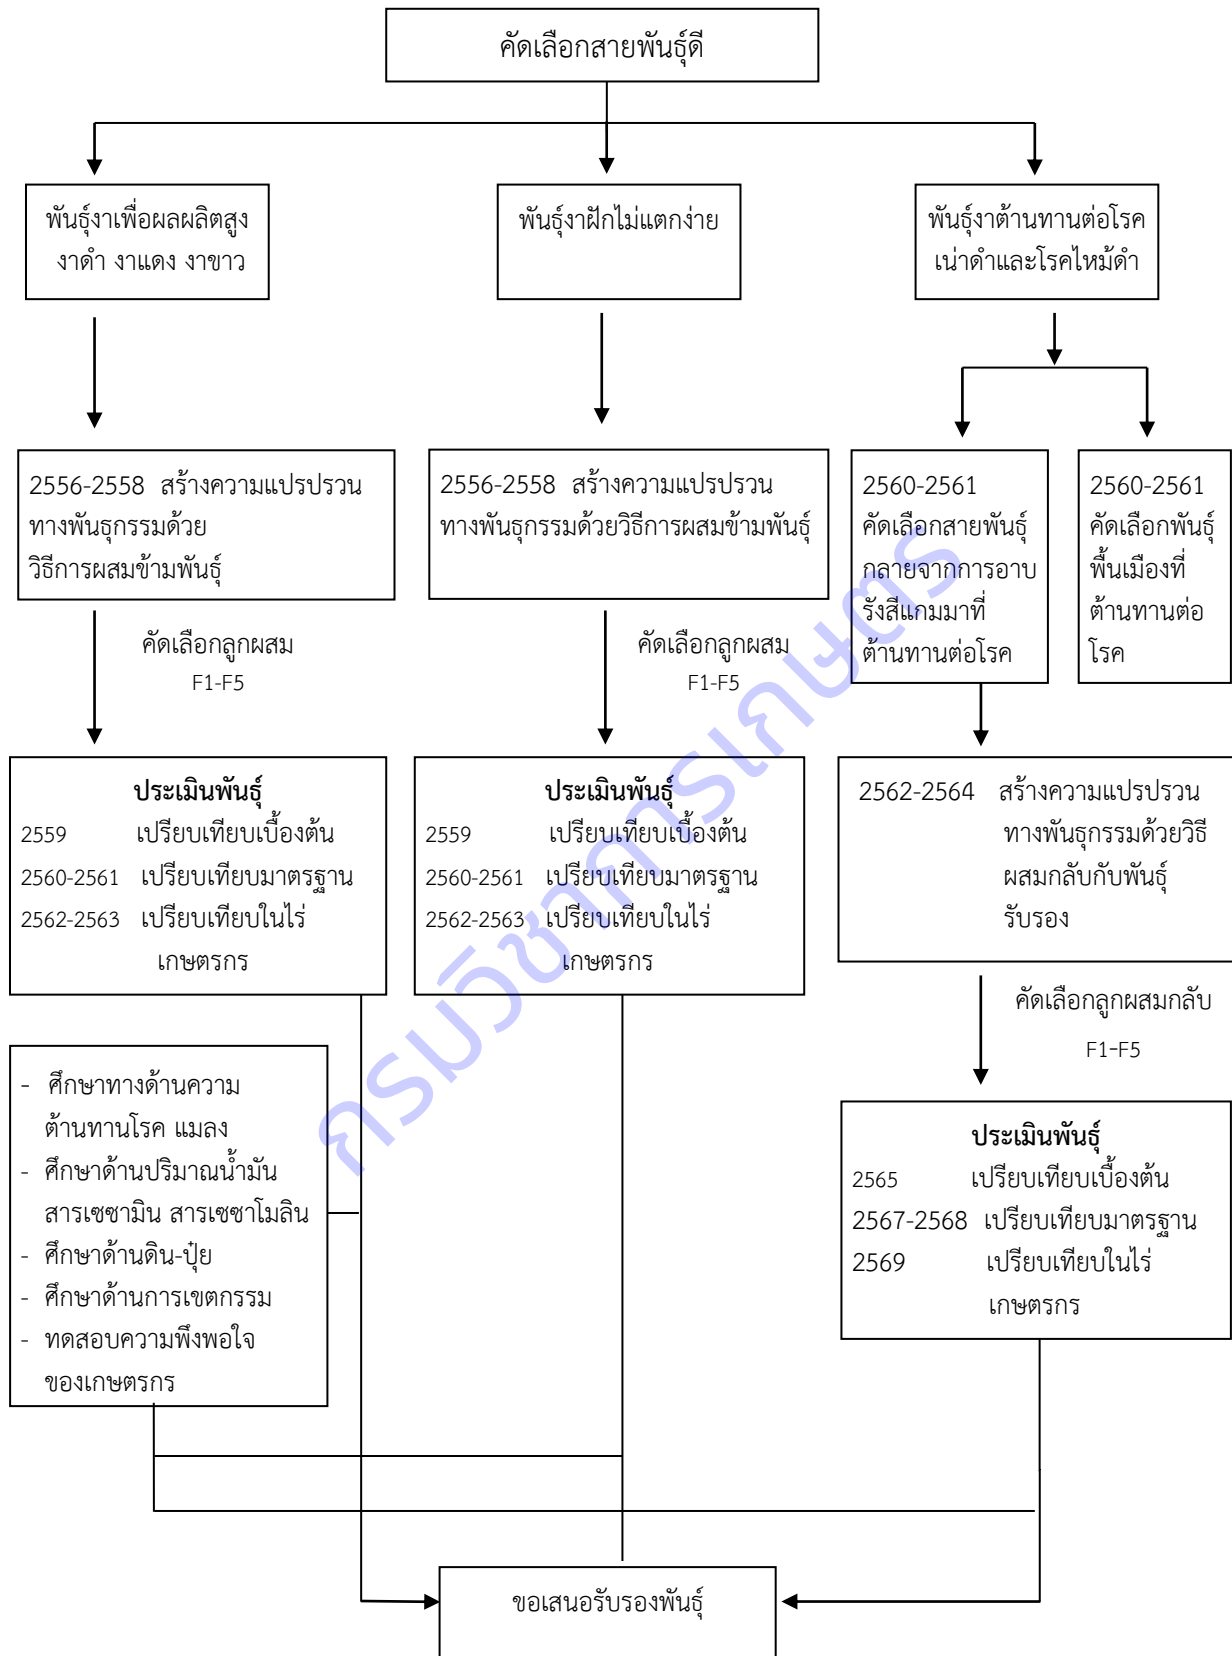 คัดเลือกสายพันธุ์ดี
พันธุ์งาเพื่อผลผลิตสูง
งาดำ งาแดง งาขาว
พันธุ์งาฝักไม่แตกง่าย
พันธุ์งาต้านทานต่อโรค
เน่าดำและโรคไหม้ดำ
2556-2558 สร้างความแปรปรวน
ทางพันธุกรรมด้วย
วิธีการผสมข้ามพันธุ์
2556-2558 สร้างความแปรปรวน
ทางพันธุกรรมด้วยวิธีการผสมข้ามพันธุ์
2560-2561
คัดเลือกสายพันธุ์
กลายจากการอาบ
รังสีแกมมาที่
ต้านทานต่อโรค
2560-2561
คัดเลือกพันธุ์
พื้นเมืองที่
ต้านทานต่อ
โรค
คัดเลือกลูกผสม
F1-F5
คัดเลือกลูกผสม
F1-F5
ประเมินพันธุ์
2559 เปรียบเทียบเบื้องต้น
2560-2561 เปรียบเทียบมาตรฐาน
2562-2563 เปรียบเทียบในไร่
เกษตรกร
ประเมินพันธุ์
2559 เปรียบเทียบเบื้องต้น
2560-2561 เปรียบเทียบมาตรฐาน
2562-2563 เปรียบเทียบในไร่
เกษตรกร
2562-2564 สร้างความแปรปรวน
ทางพันธุกรรมด้วยวิธี
ผสมกลับกับพันธุ์
รับรอง
คัดเลือกลูกผสมกลับ
F1-F5
- ศึกษาทางด้านความ
ต้านทานโรค แมลง
- ศึกษาด้านปริมาณน้ำมัน
สารเซซามิน สารเซซาโมลิน
- ศึกษาด้านดิน-ปุ๋ย
- ศึกษาด้านการเขตกรรม
- ทดสอบความพึงพอใจ
ของเกษตรกร
ประเมินพันธุ์
2565 เปรียบเทียบเบื้องต้น
2567-2568 เปรียบเทียบมาตรฐาน
2569 เปรียบเทียบในไร่
เกษตรกร
ขอเสนอรับรองพันธุ์
กรมวิชาการเกษตร